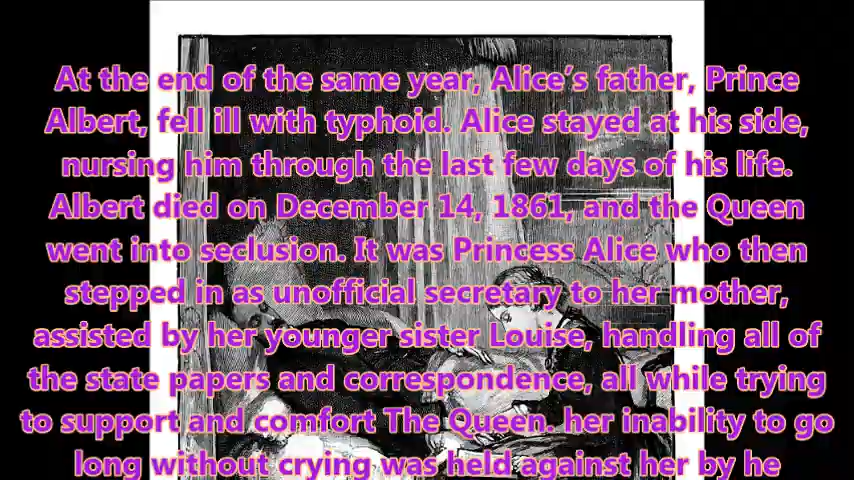 At the end of the same year, Alice’s father, Prince
Albert, fell ill with typhoid. Alice stayed at his side,
nursing him through the last few days of his life.
Albert died on December 14, 1861, and the Queen
went into seclusion. It was Princess Alice who then
stepped in as unofficial secretary to her mother,
assisted by her younger sister Louise, handling all of
the state papers and correspondence, all while trying
to support and comfort The Queen. her inability to go
long without crying was held against her by he